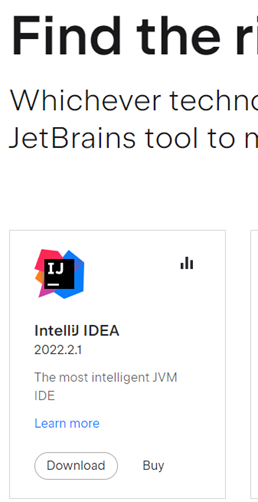 Find the ri
Whichever techno
JetBrains tool to m
IJ
IntelliJ IDEA
2022.2.1
The most intelligent JVM
IDE
Learn more
Download Buy